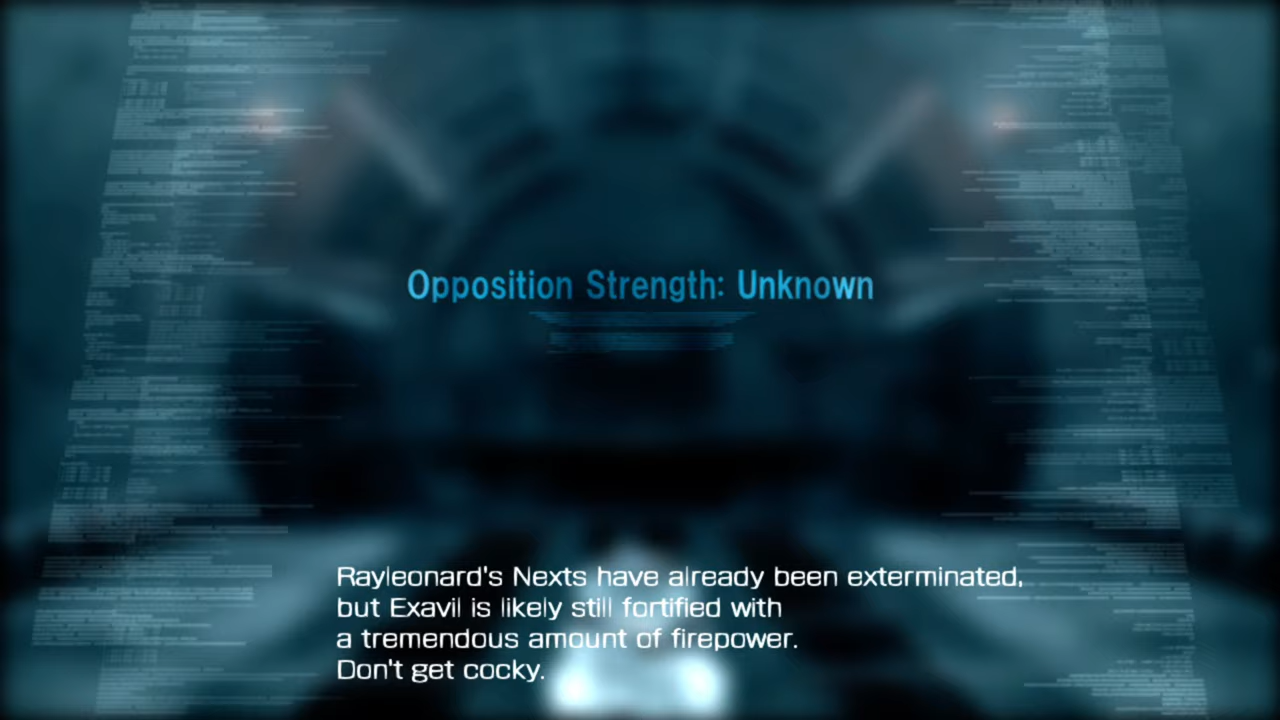 Opposition Strength: Unknown
Rayleonard's Nexts have already been exterminated,
but Exavil is likely still fortified with
a tremendous amount of firepower.
Don't get cocky.